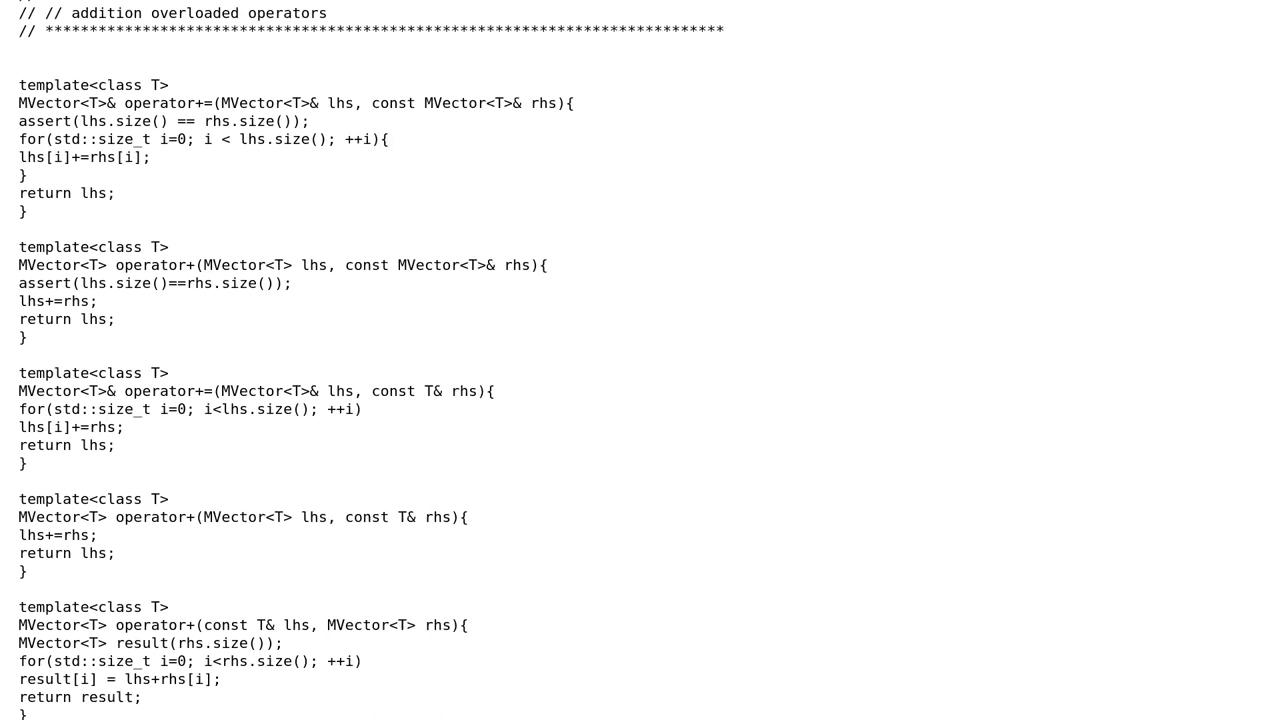 // // addition overloaded operators
// *****************************************************************************
template<class T>
MVector<T>& operator+=(MVector<T>& lhs, const MVector<T>& rhs){
assert(lhs.size() == rhs.size());
for(std::size_t i=0; i < lhs.size(); ++i){
lhs[i]+=rhs[i];
}
return lhs;
}
template<class T>
MVector<T> operator+(MVector<T> lhs, const MVector<T>& rhs){
assert(lhs.size()==rhs.size());
lhs+=rhs;
return lhs;
}
template<class T>
MVector<T>& operator+=(MVector<T>& lhs, const T& rhs){
for(std::size_t i=0; i<lhs.size(); ++i)
lhs[i]+=rhs;
return lhs;
}
template<class T>
MVector<T> operator+(MVector<T> lhs, const T& rhs){
lhs+=rhs;
return lhs;
}
template<class T>
MVector<T> operator+(const T& lhs, MVector<T> rhs){
MVector<T> result(rhs.size());
for(std::size_t i=0; i<rhs.size(); ++i)
result[i] = lhs+rhs[i];
return result;
}